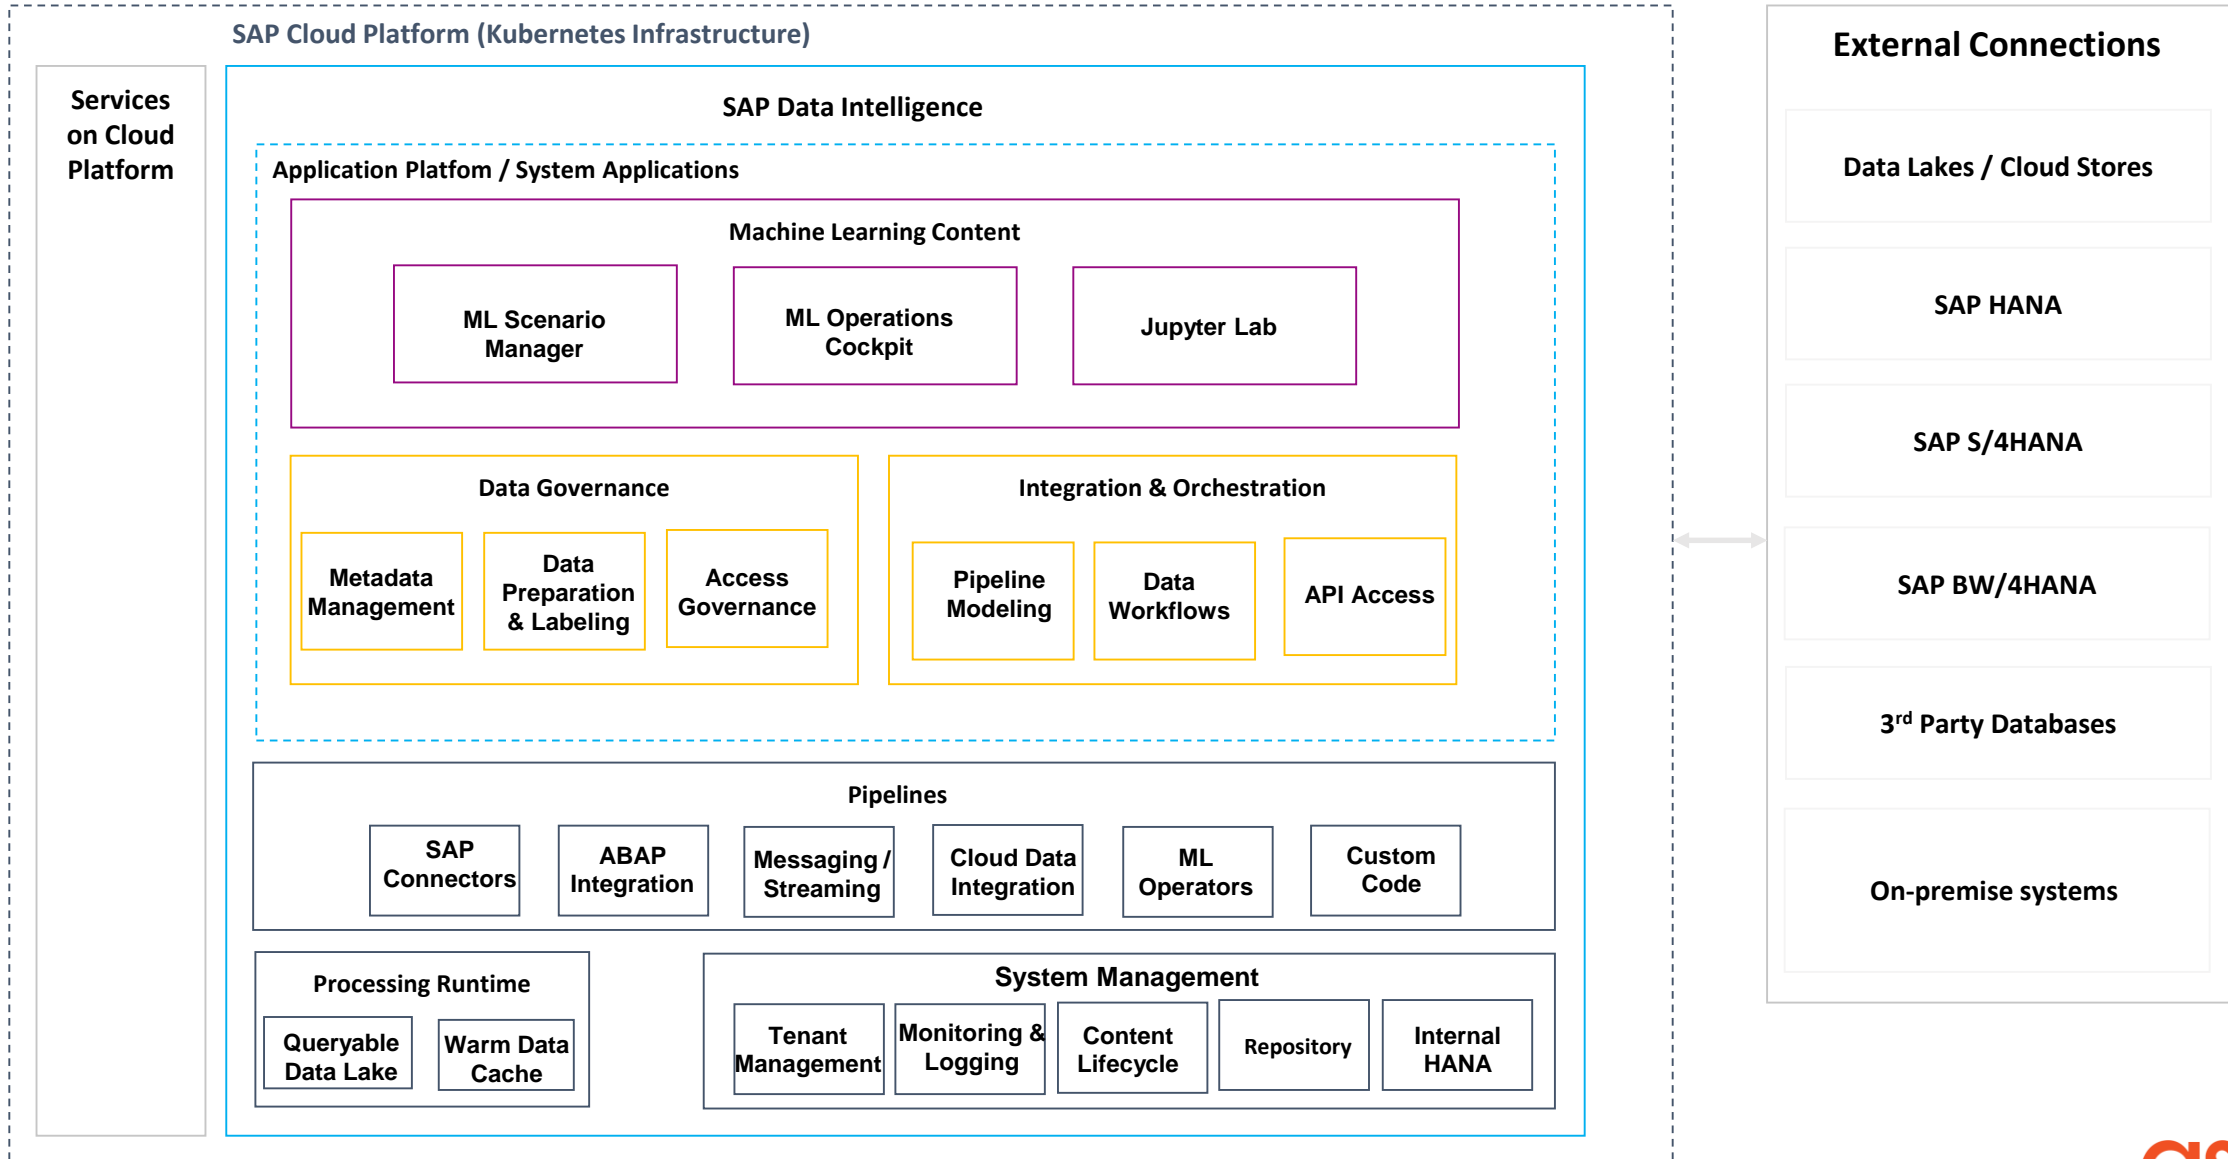 SAP Cloud Platform (Kubernetes Infrastructure)
Services
on Cloud
Platform
SAP Data Intelligence
Application Platfom / System Applications
Machine Learning Content
ML Scenario
Manager
ML Operations
Cockpit
Jupyter Lab
Data Governance
Metadata
Management
Data
Preparation
& Labeling
Access
Governance
Integration & Orchestration
Pipeline
Modeling
Data
Workflows
API Access
Pipelines
SAP
Connectors
ABAP
Integration
Messaging /
Streaming
Cloud Data
Integration
ML
Operators
Custom
Code
Processing Runtime
Queryable
Data Lake
Warm Data
Cache
System Management
Tenant
Management
Monitoring &
Logging
Content
Lifecycle
Repository
Internal
HANA
External Connections
Data Lakes / Cloud Stores
SAP HANA
SAP S/4HANA
SAP BW/4HANA
3rd Party Databases
On-premise systems